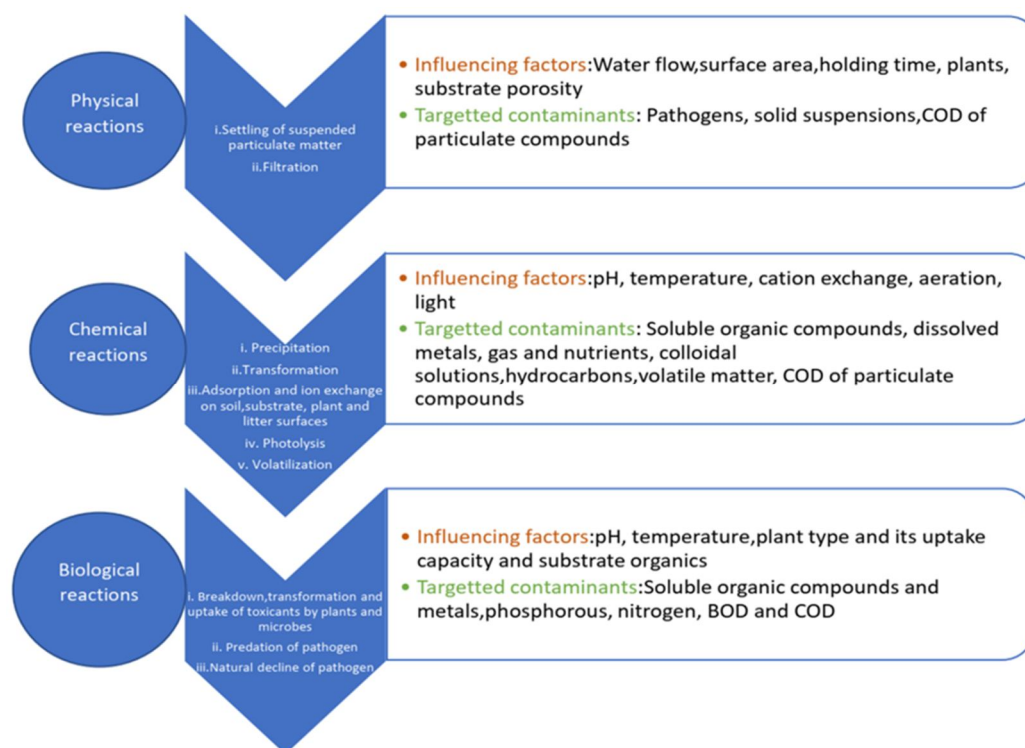 Physical
reactions
i.Settling of suspended
particulate matter
ii.Filtration
• Influencing factors:Water flow,surface area,holding time, plants,
substrate porosity
• Targetted contaminants: Pathogens, solid suspensions,COD of
particulate compounds
Chemical
reactions
i. Precipitation
ii.Transformation
iii.Adsorption and ion exchange
on soil,substrate, plant and
litter surfaces
iv. Photolysis
v. Volatilization
• Influencing factors:pH, temperature, cation exchange, aeration,
light
• Targetted contaminants: Soluble organic compounds, dissolved
metals, gas and nutrients, colloidal
solutions,hydrocarbons,volatile matter, COD of particulate
compounds
Biological
reactions
i. Breakdown,transformation and
uptake of toxicants by plants and
microbes
ii. Predation of pathogen
iii.Natural decline of pathogen
• Influencing factors:pH, temperature,plant type and its uptake
capacity and substrate organics
• Targetted contaminants:Soluble organic compounds and
metals,phosphorous, nitrogen, BOD and COD